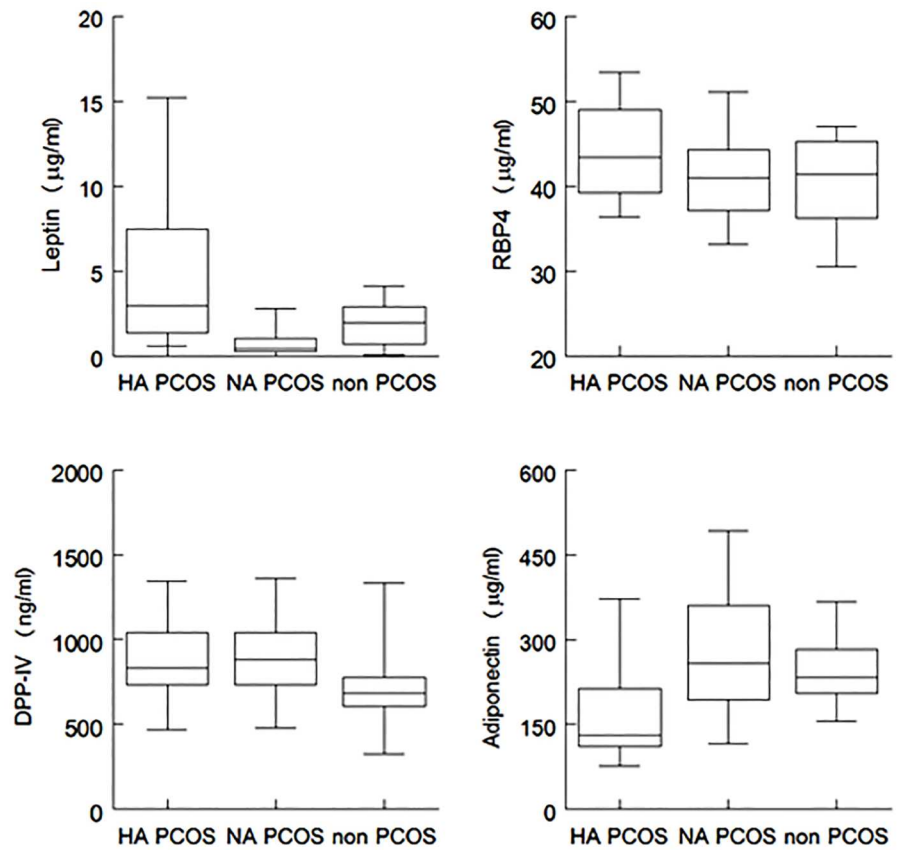 Leptin (μg/ml)
20
15
10
5
0
HA PCOS NA PCOS non PCOS
RBP4 (μg/ml)
60
50
40
30
20
HA PCOS NA PCOS non PCOS
DPP-IV (ng/ml)
2000
1500
1000
500
0
HA PCOS NA PCOS non PCOS
Adiponectin (μg/ml)
600
450
300
150
0
HA PCOS NA PCOS non PCOS